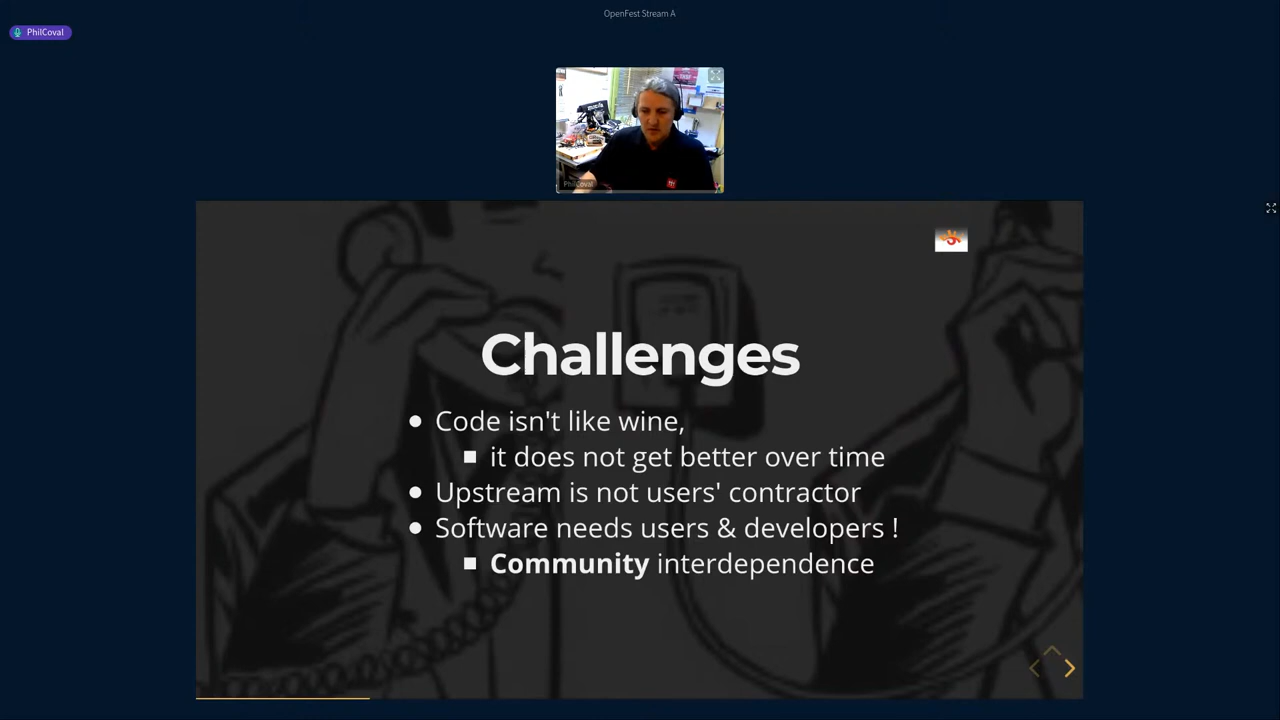 OpenFest Stream A
PhilCoval
PhilCoval
Challenges
Code isn't like wine,
it does not get better over time
Upstream is not users' contractor
Software needs users & developers !
Community interdependence